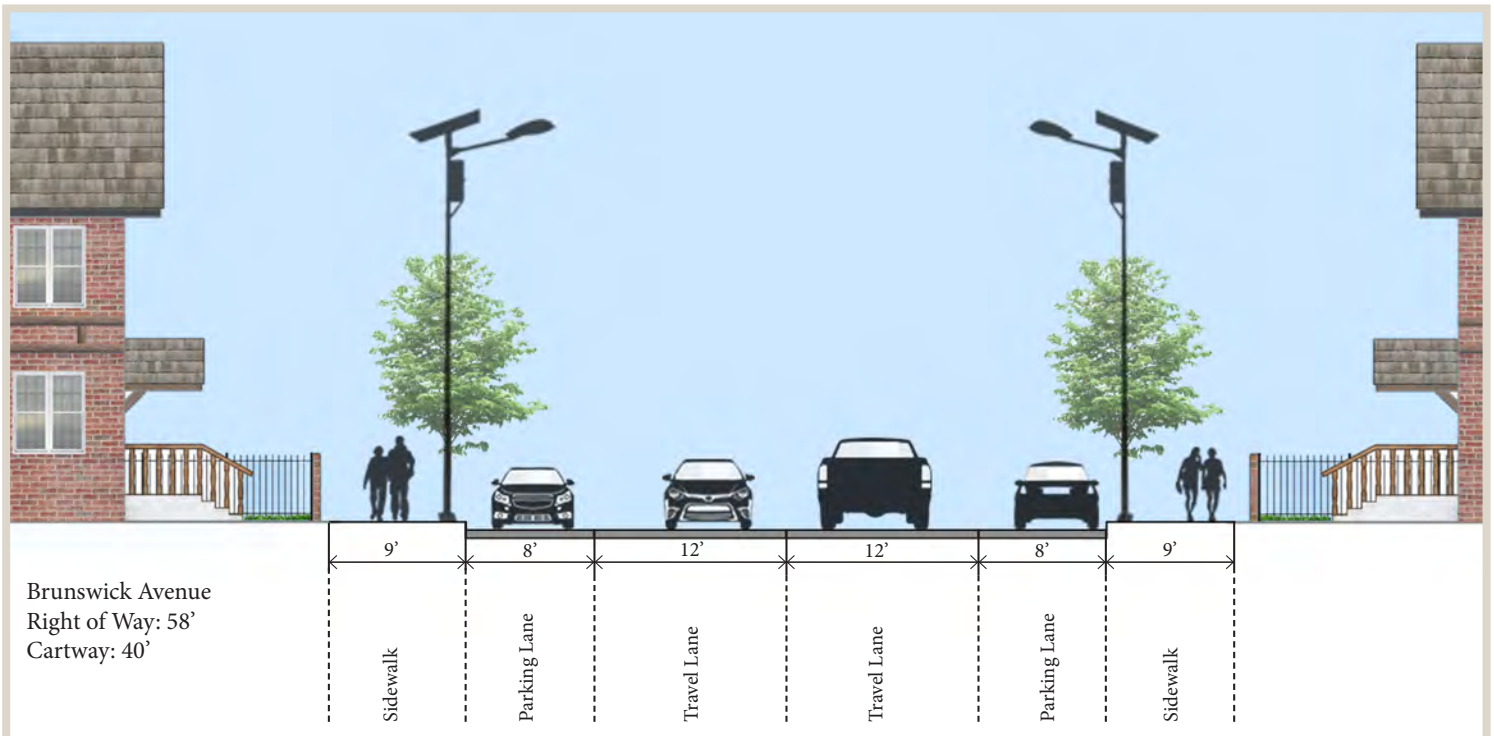 9’ 8’ 12’ 12’ 8’ 9’
Brunswick Avenue
Right of Way: 58’
Cartway: 40’
Sidewalk
Parking Lane
Travel Lane
Travel Lane
Parking Lane
Sidewalk